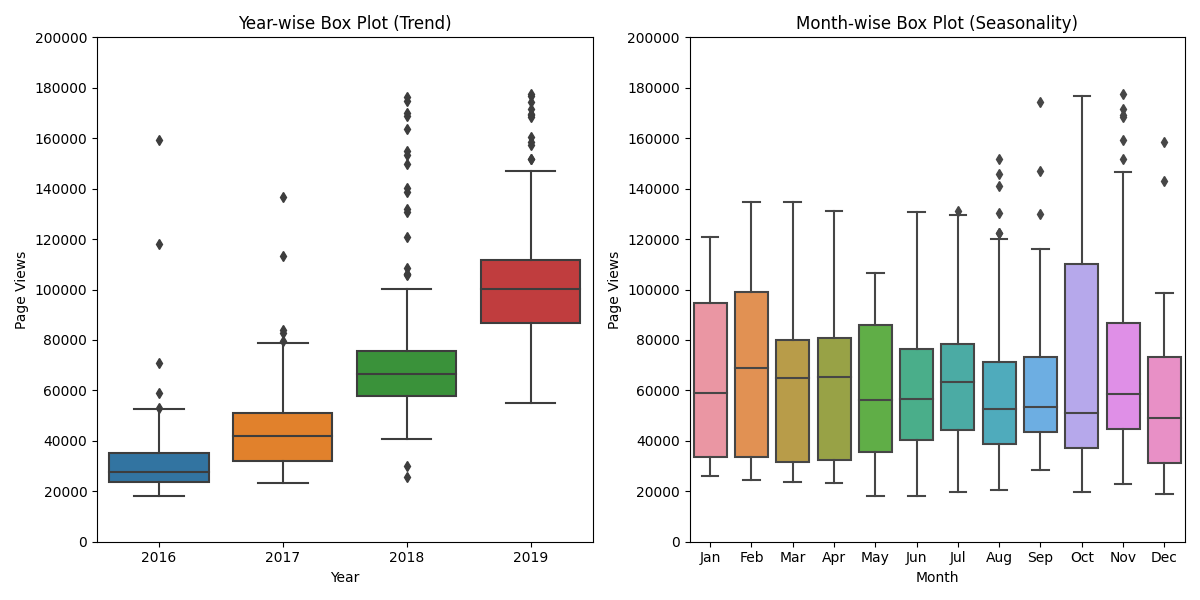 Year-wise Box Plot (Trend)
Page Views
200000
180000
160000
140000
120000
100000
80000
60000
40000
20000
0
2016 2017 2018 2019
Year
Month-wise Box Plot (Seasonality)
Page Views
200000
180000
160000
140000
120000
100000
80000
60000
40000
20000
0
Jan Feb Mar Apr May Jun Jul Aug Sep Oct Nov Dec
Month